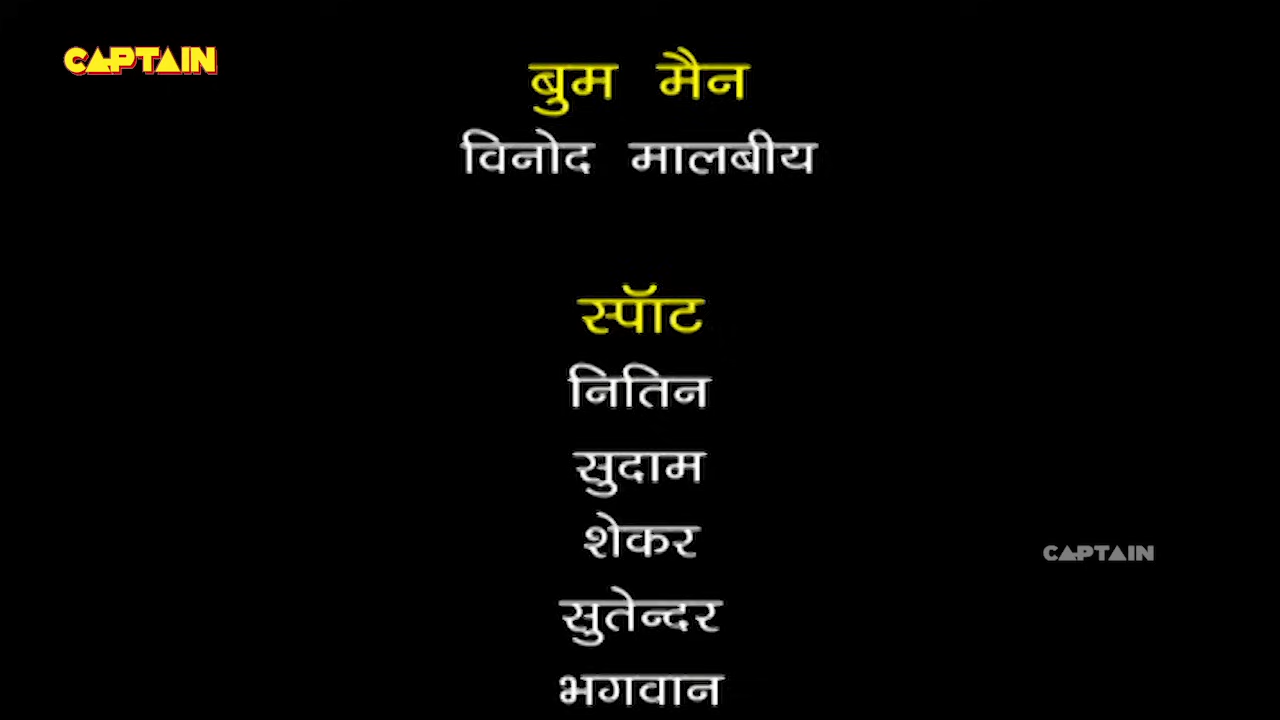 CAPTAIN
बुम मैन
विनोद मालबीय
स्पॉट
नितिन
सुदाम
शेकर
CAPTAIN
सुतेन्दर
भगवान